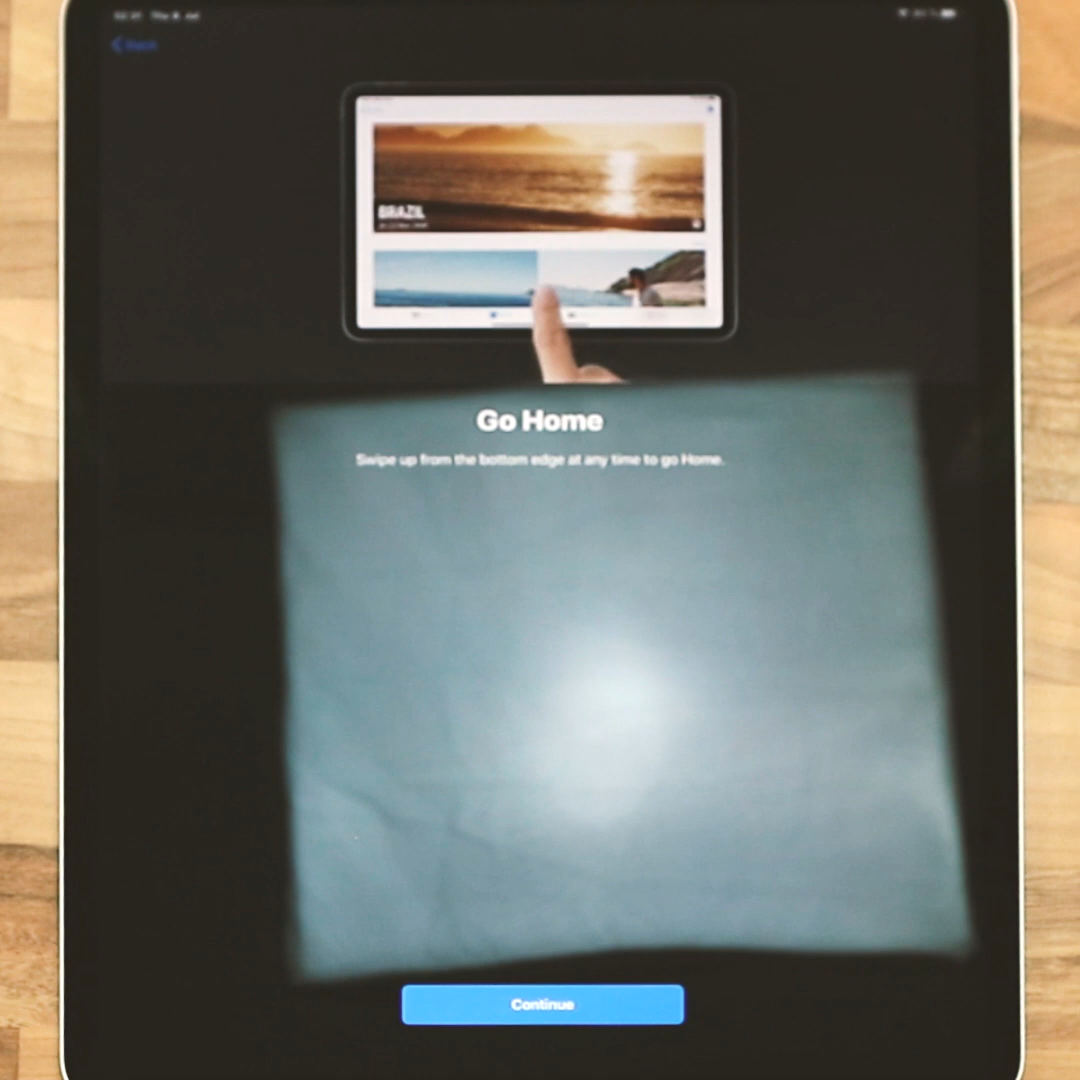 Back
BRAZIL
Go Home
Swipe up from the bottom edge at any time to go Home.
Continue